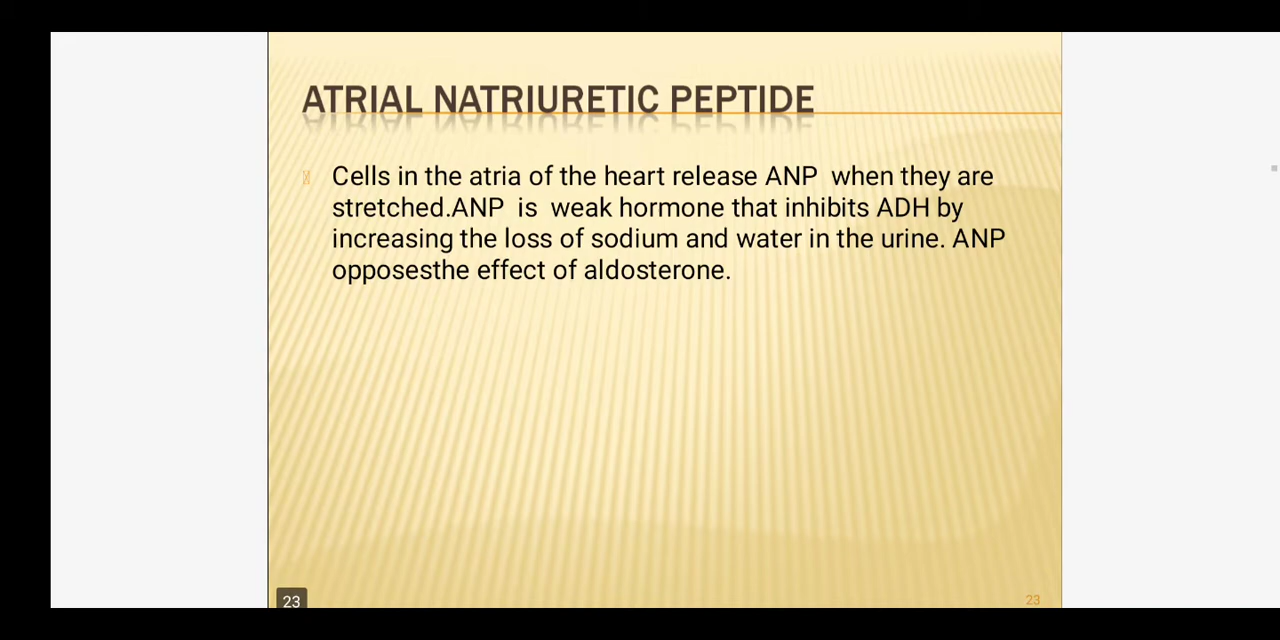 ATRIAL NATRIURETIC PEPTIDE
Cells in the atria of the heart release ANP  when they are
stretched.ANP  is  weak hormone that inhibits ADH by
increasing the loss of sodium and water in the urine. ANP
opposesthe effect of aldosterone.
23
23